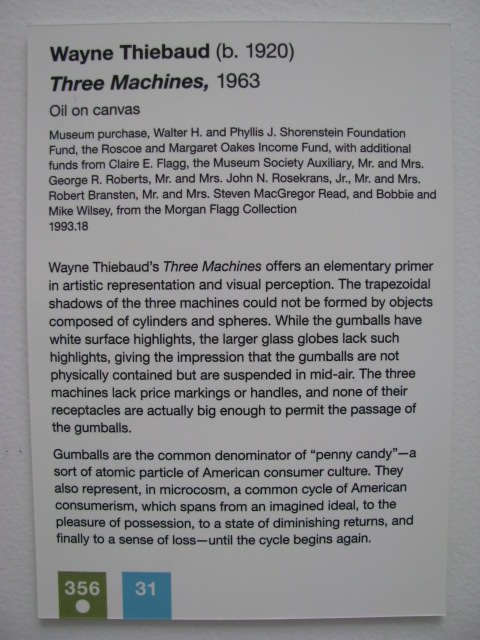 Wayne Thiebaud (b. 1920)
Three Machines, 1963
Oil on canvas
Museum purchase, Walter H. and Phyllis J. Shorenstein Foundation
Fund, the Roscoe and Margaret Oakes Income Fund, with additional
funds from Claire E. Flagg, the Museum Society Auxiliary, Mr. and Mrs.
George R. Roberts, Mr. and Mrs. John N. Rosekrans, Jr., Mr. and Mrs.
Robert Bransten, Mr. and Mrs. Steven MacGregor Read, and Bobbie and
Mike Wilsey, from the Morgan Flagg Collection
1993.18
Wayne Thiebaud's Three Machines offers an elementary primer
in artistic representation and visual perception. The trapezoidal
shadows of the three machines could not be formed by objects
composed of cylinders and spheres. While the gumballs have
white surface highlights, the larger glass globes lack such
highlights, giving the impression that the gumballs are not
physically contained but are suspended in mid-air. The three
machines lack price markings or handles, and none of their
receptacles are actually big enough to permit the passage of
the gumballs.
Gumballs are the common denominator of “penny candy”—a
sort of atomic particle of American consumer culture. They
also represent, in microcosm, a common cycle of American
consumerism, which spans from an imagined ideal, to the
pleasure of possession, to a state of diminishing returns, and
finally to a sense of loss—until the cycle begins again.
356 31